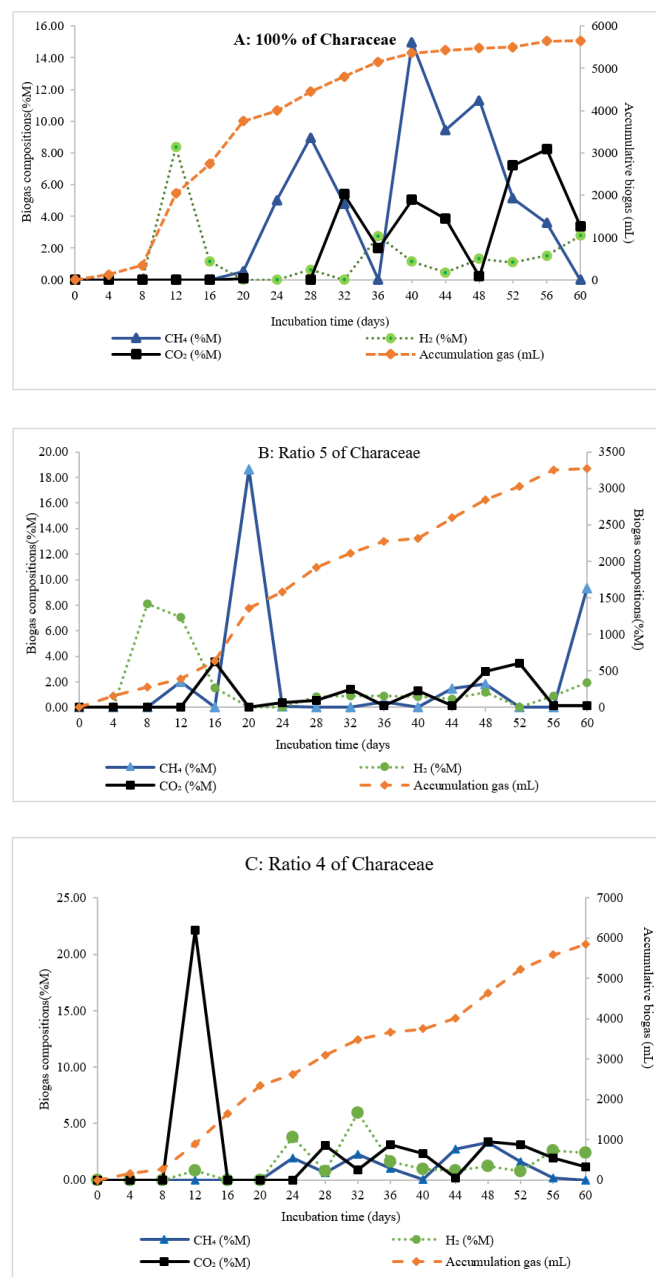 A: 100% of Characeae
Biogas compositions(%M)
16.00
14.00
12.00
10.00
8.00
6.00
4.00
2.00
0.00
6000
5000
4000
3000
2000
1000
0
Accumulative biogas (mL)
0 4 8 12 16 20 24 28 32 36 40 44 48 52 56 60
Incubation time (days)
CH₄ (%M) H₂ (%M)
CO₂ (%M) Accumulation gas (mL)
B: Ratio 5 of Characeae
Biogas compositions(%M)
20.00
18.00
16.00
14.00
12.00
10.00
8.00
6.00
4.00
2.00
0.00
3500
3000
2500
2000
1500
1000
500
0
Biogas compositions(%M)
0 4 8 12 16 20 24 28 32 36 40 44 48 52 56 60
Incubation time (days
CH₄ (%M) H₂ (%M)
CO₂ (%M) Accumulation gas (mL)
C: Ratio 4 of Characeae
Biogas compositions(%M)
25.00
20.00
15.00
10.00
5.00
0.00
7000
6000
5000
4000
3000
2000
1000
0
Accumulative biogas (mL)
0 4 8 12 16 20 24 28 32 36 40 44 48 52 56 60
Incubation time (days)
CH₄ (%M) H₂ (%M)
CO₂ (%M) Accumulation gas (mL)